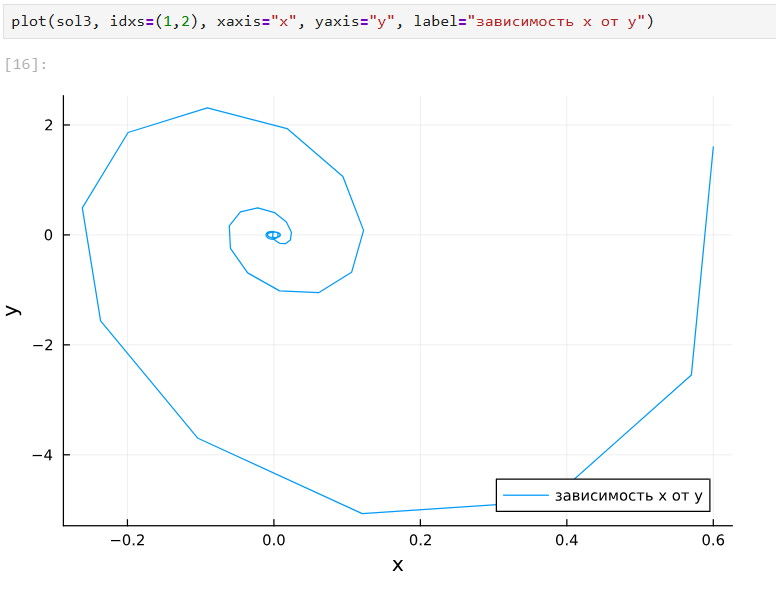 plot(sol3, idxs=(1,2), xaxis="x", yaxis="y", label="зависимость x от y")
[16]:
2
0
−2
−4
y
зависимость x от y
−0.2 0.0 0.2 0.4 0.6
x